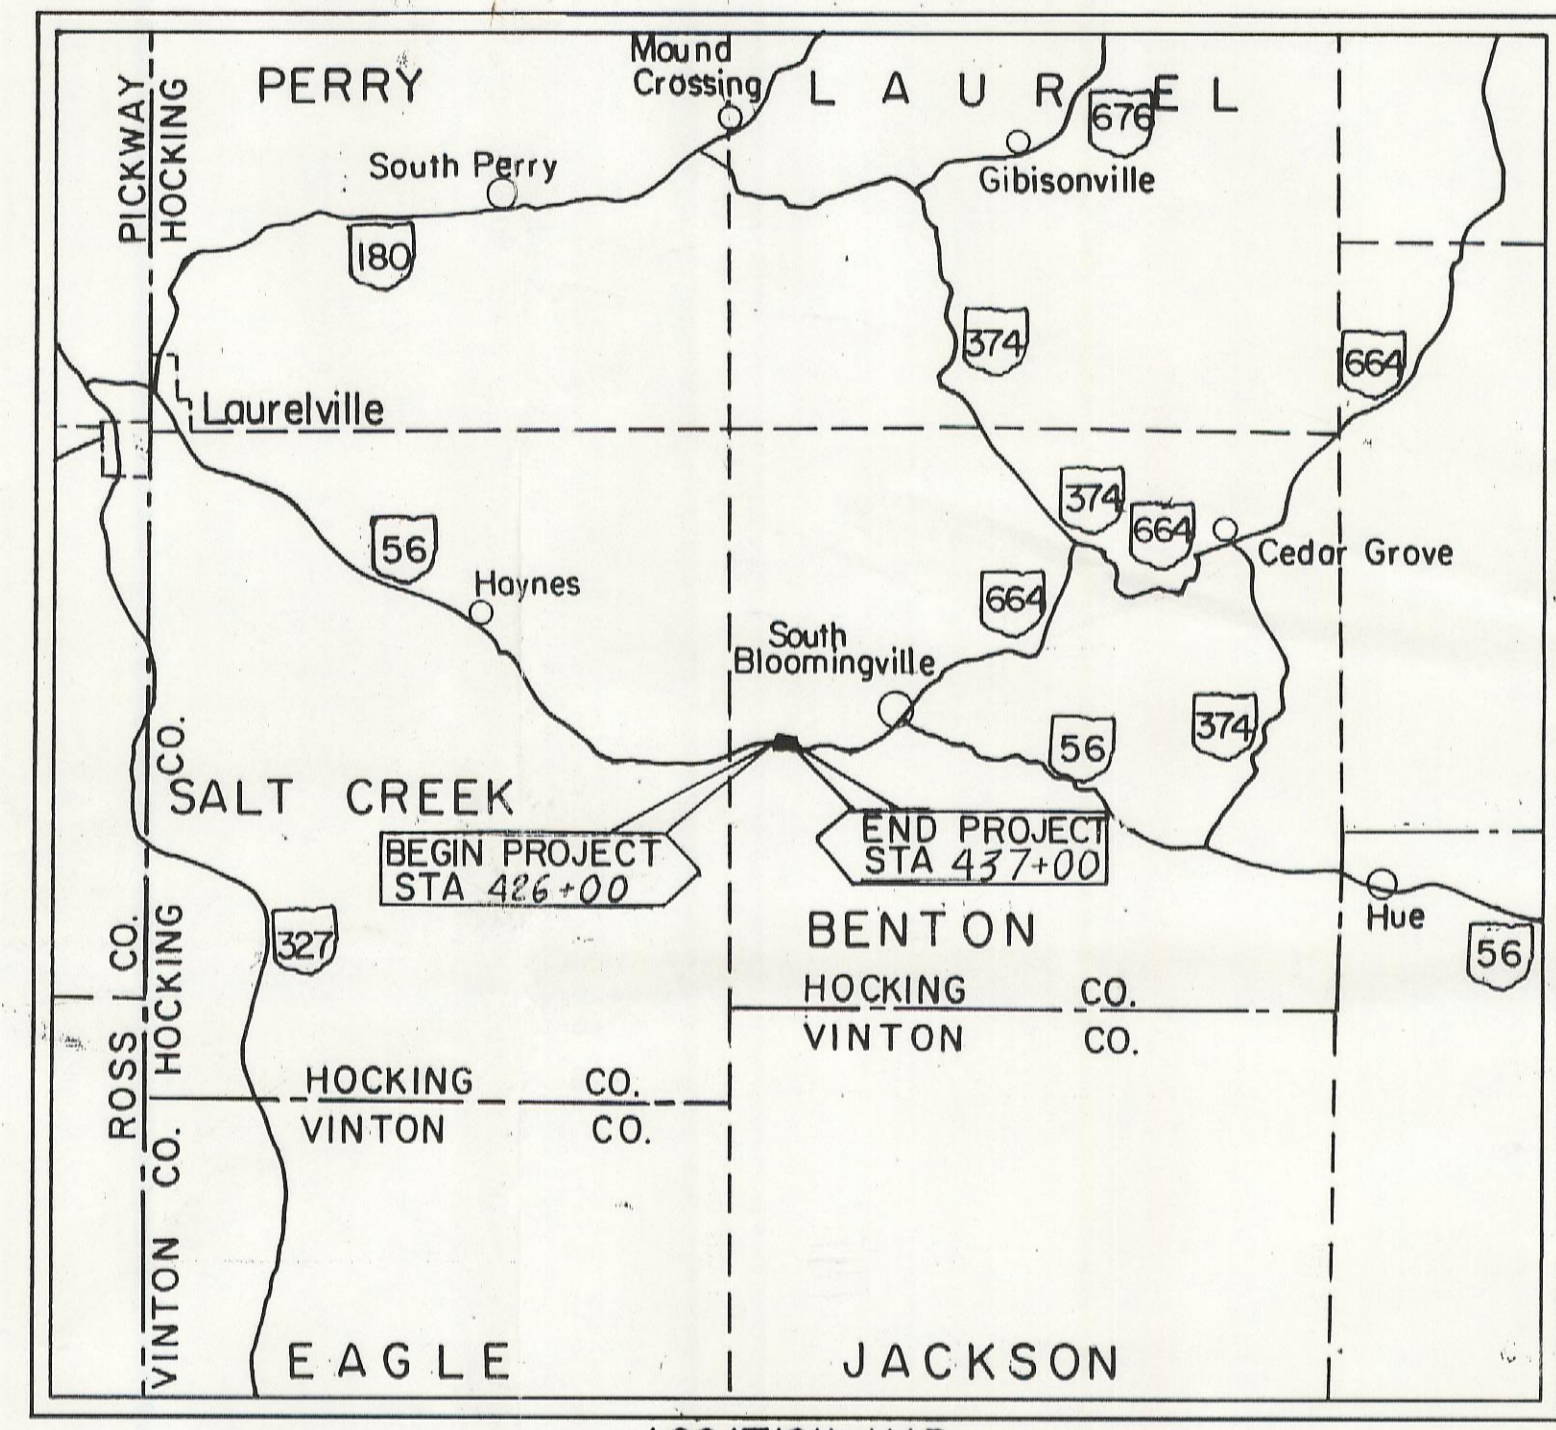 Mound
Crossing
PERRY
LAUREL
676
PICKWAY
HOCKING
South Perry
Gibisonville
180
374
664
Laurelville
374
664
56
Cedar Grove
Haynes
664
South
Bloomingville
374
56
CO.
SALT CREEK
BEGIN PROJECT
STA 426+00
END PROJECT
STA 437+00
BENTON
Hue
56
327
ROSS CO.
HOCKING
HOCKING CO.
VINTON CO.
HOCKING CO.
VINTON CO.
VINTON CO.
EAGLE
JACKSON